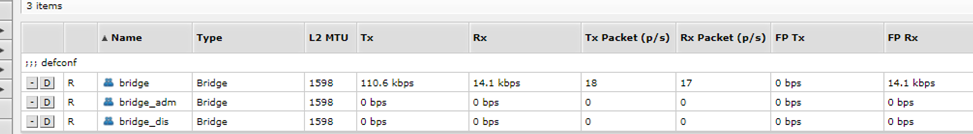 3 items
▲ Name Type L2 MTU Tx Rx Tx Packet (p/s) Rx Packet (p/s) FP Tx FP Rx
;;; defconf
- D R bridge Bridge 1598 110.6 kbps 14.1 kbps 18 17 0 bps 14.1 kbps
- D R bridge_adm Bridge 1598 0 bps 0 bps 0 0 0 bps 0 bps
- D R bridge_dis Bridge 1598 0 bps 0 bps 0 0 0 bps 0 bps